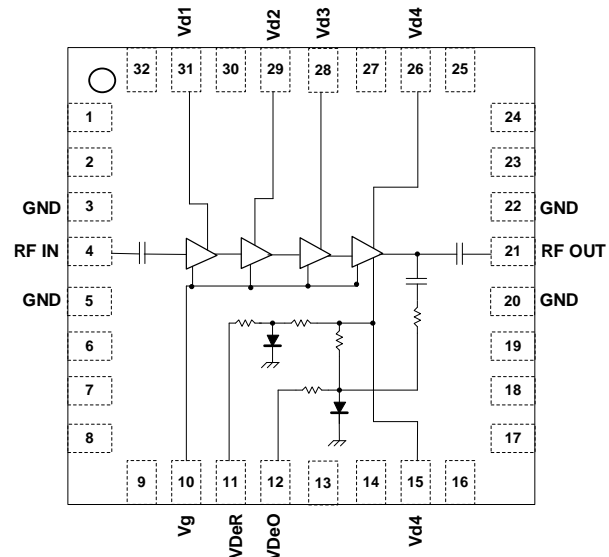 Vd1 Vd2 Vd3 Vd4
32 31 30 29 28 27 26 25
1 24
2 23
GND 3 22 GND
RF IN 4 21 RF OUT
GND 5 20 GND
6 19
7 18
8 17
9 10 11 12 13 14 15 16
Vg VDeR VDeO Vd4